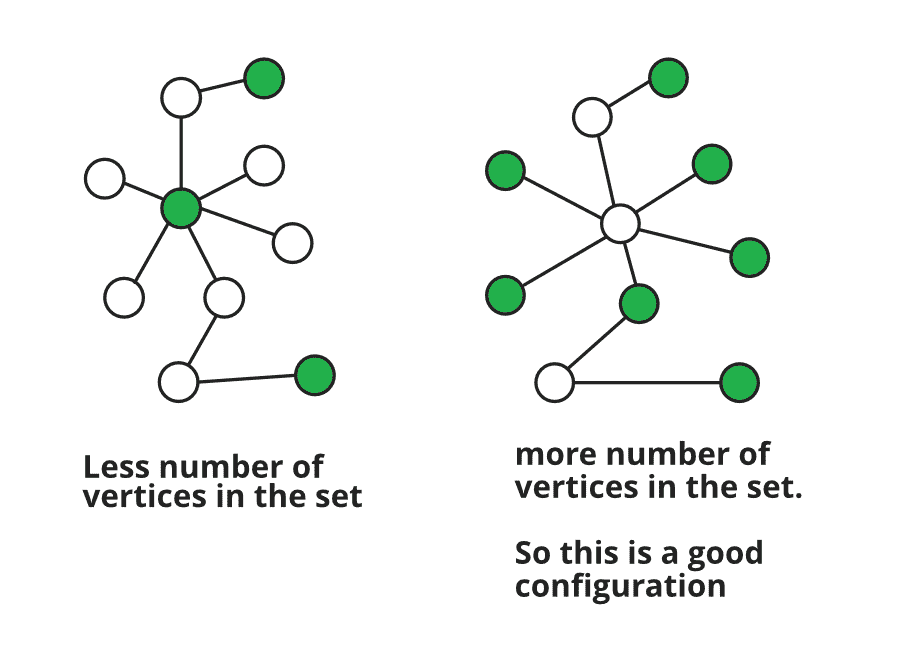 Less number of
vertices in the set
more number of
vertices in the set.
So this is a good
configuration